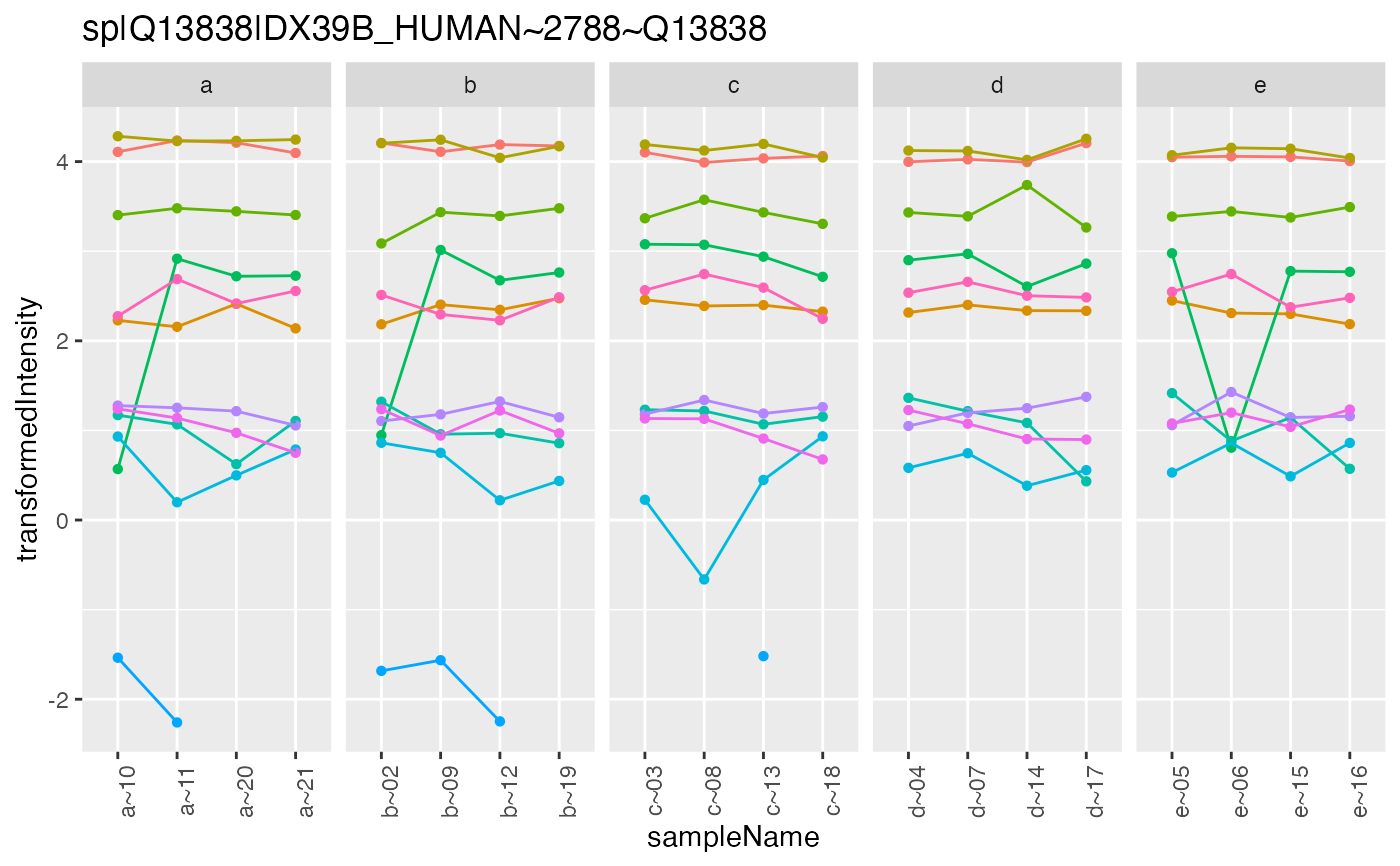 sp|Q13838|DX39B_HUMAN~2788~Q13838
a b c d e
transformedIntensity
4
2
0
-2
a~10 a~11 a~20 a~21 b~02 b~09 b~12 b~19 c~03 c~08 c~13 c~18 d~04 d~07 d~14 d~17 e~05 e~06 e~15 e~16
sampleName